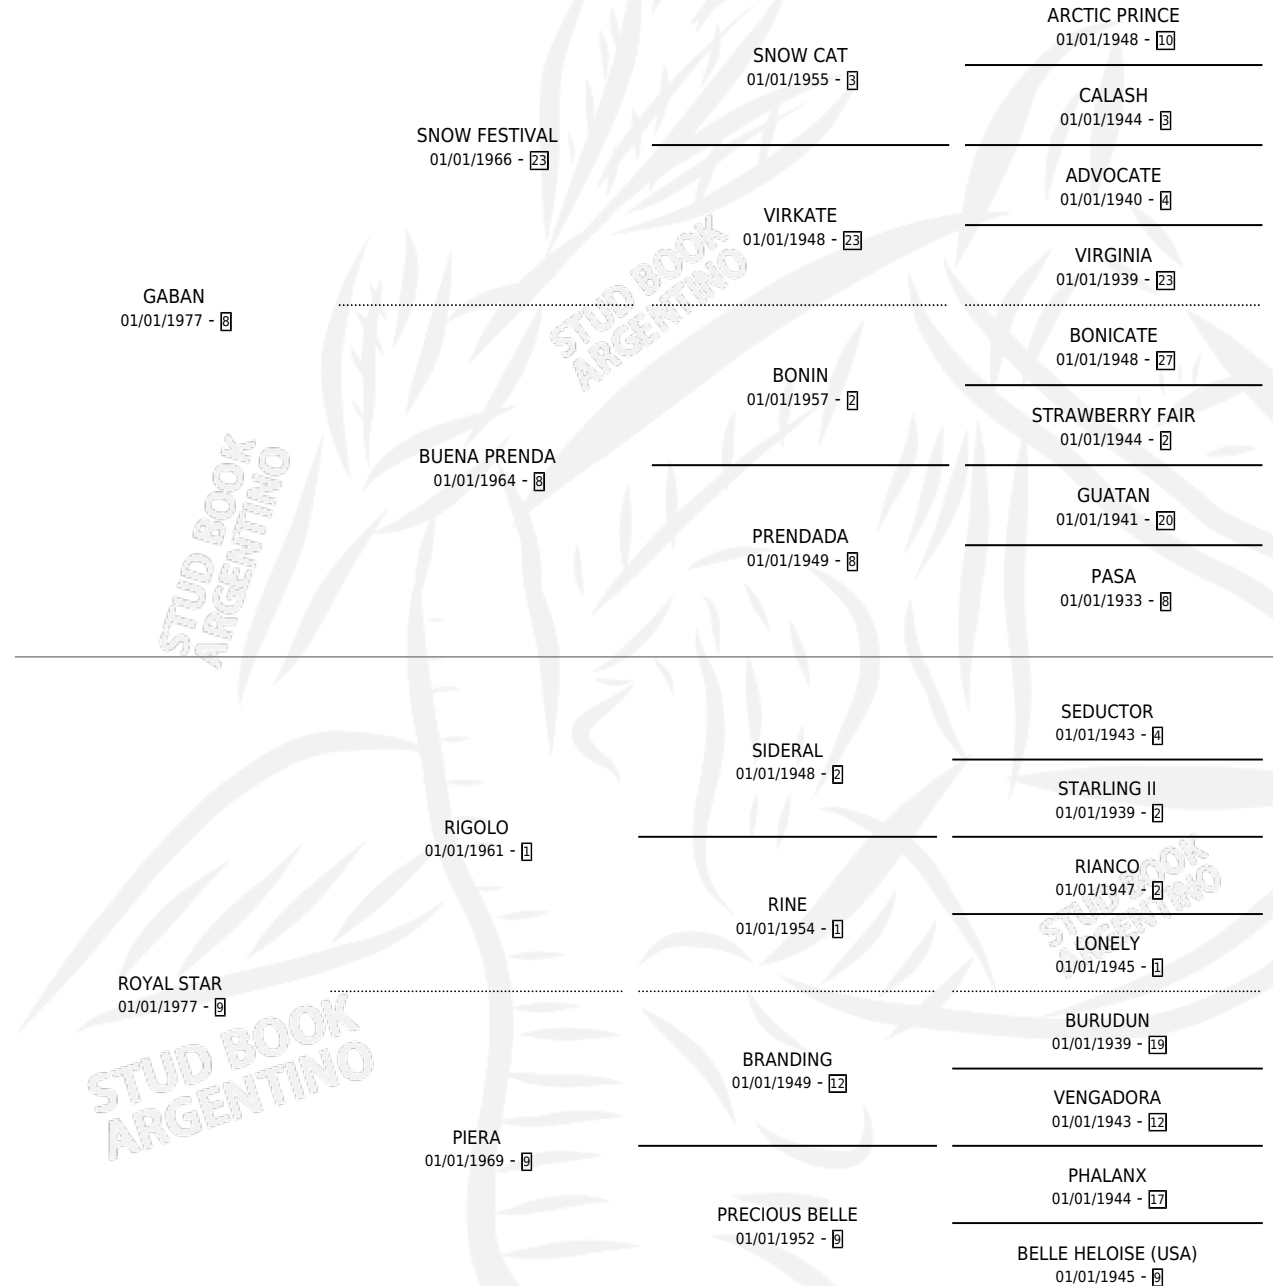 ARCTIC PRINCE
01/01/1948 - 10
SNOW CAT
01/01/1955 - 3
CALASH
01/01/1944 - 3
SNOW FESTIVAL
01/01/1966 - 23
ADVOCATE
01/01/1940 - 4
VIRKATE
01/01/1948 - 23
VIRGINIA
01/01/1939 - 23
GABAN
01/01/1977 - 8
BONICATE
01/01/1948 - 27
BONIN
01/01/1957 - 2
STRAWBERRY FAIR
01/01/1944 - 2
BUENA PRENDA
01/01/1964 - 8
GUATAN
01/01/1941 - 20
PRENDADA
01/01/1949 - 8
PASA
01/01/1933 - 8
SEDUCTOR
01/01/1943 - 4
SIDERAL
01/01/1948 - 2
STARLING II
01/01/1939 - 2
RIGOLO
01/01/1961 - 1
RIANCO
01/01/1947 - 2
RINE
01/01/1954 - 1
LONELY
01/01/1945 - 1
ROYAL STAR
01/01/1977 - 9
BURUDUN
01/01/1939 - 19
BRANDING
01/01/1949 - 12
VENGADORA
01/01/1943 - 12
PIERA
01/01/1969 - 9
PHALANX
01/01/1944 - 17
PRECIOUS BELLE
01/01/1952 - 9
BELLE HELOISE (USA)
01/01/1945 - 9
STUD BOOK
ARGENTINO
STUD BOOK
ARGENTINO
STUD BOOK
ARGENTINO
STUD BOOK
ARGENTINO